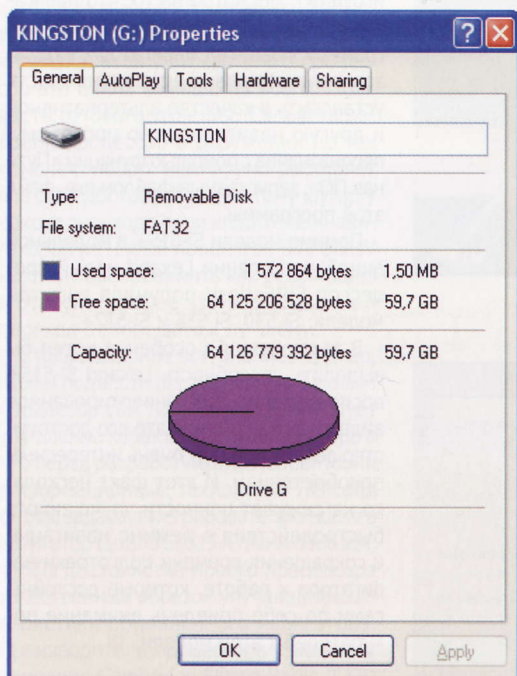 KINGSTON (G:) Properties
General AutoPlay Tools Hardware Sharing
KINGSTON
Type: Removable Disk
File system: FAT32
Used space: 1 572 864 bytes 1,50 MB
Free space: 64 125 206 528 bytes 59,7 GB
Capacity: 64 126 779 392 bytes 59,7 GB
Drive G
OK Cancel Apply